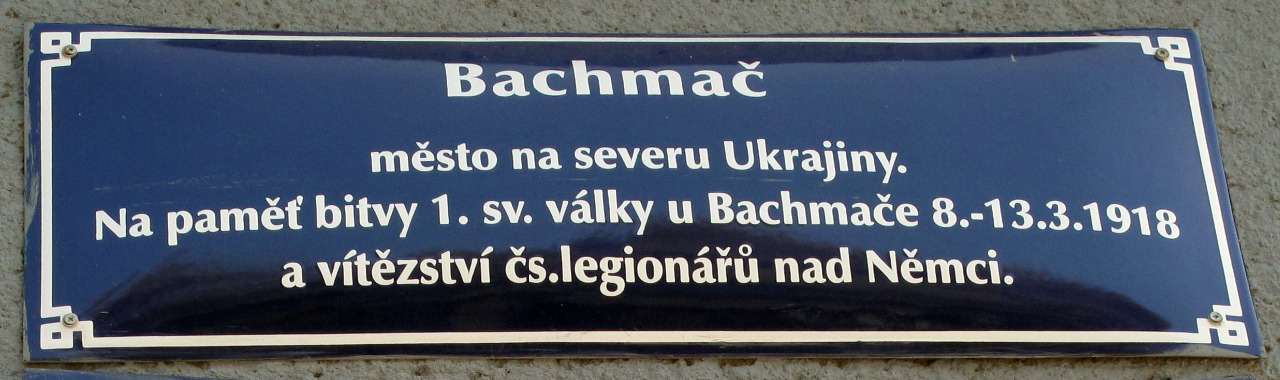 Bachmač
město na severu Ukrajiny.
Na paměť bitvy 1. sv. války u Bachmače 8.-13.3.1918
a vítězství čs.legionářů nad Němci.